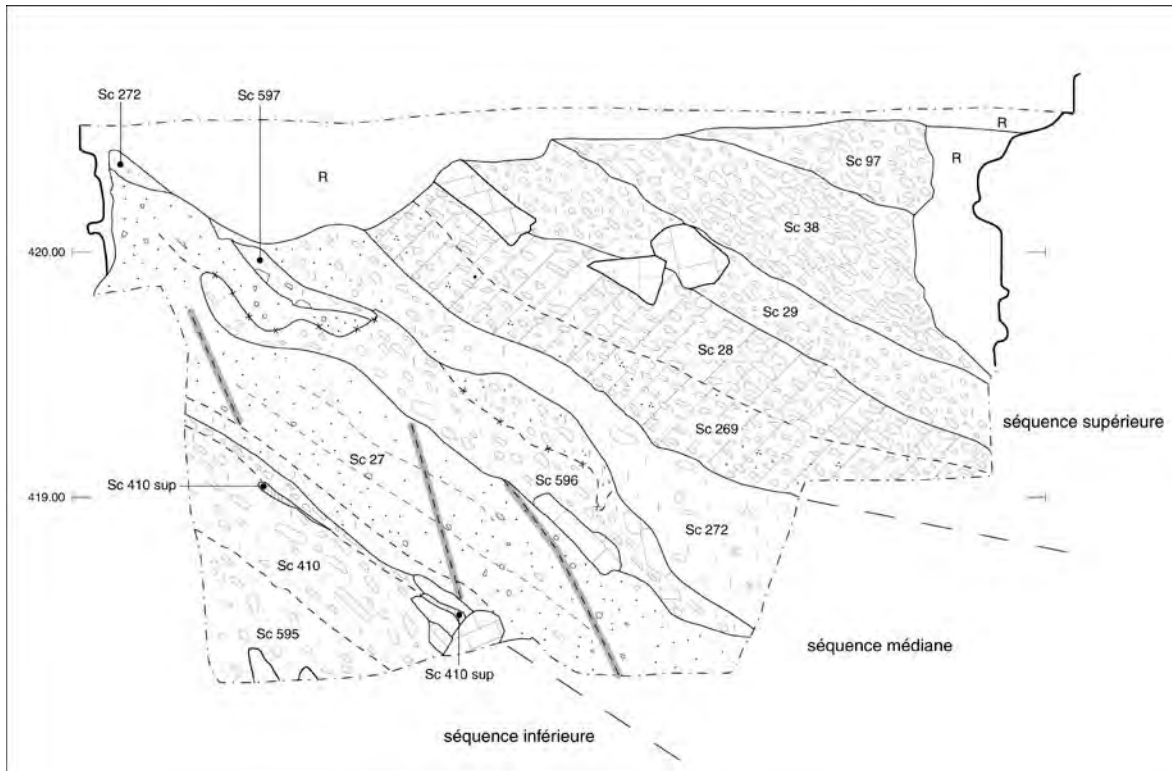 Sc 272
Sc 597
R
Sc 97
R
R
Sc 38
420.00
Sc 29
Sc 28
séquence supérieure
Sc 269
Sc 27
Sc 410 sup
419.00
Sc 596
Sc 272
Sc 410
Sc 595
séquence médiane
Sc 410 sup
séquence inférieure